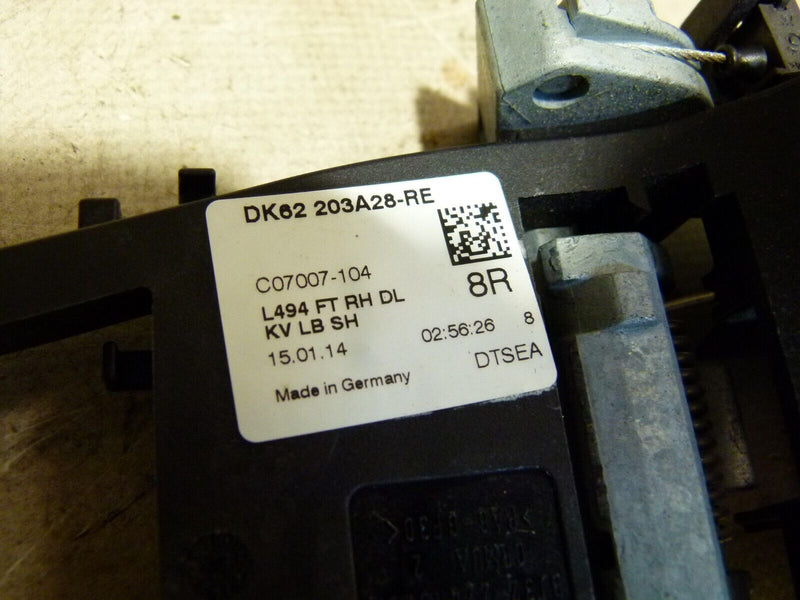 DK62 203A28-RE
C07007-104
8R
L494 FT RH DL
KV LB SH
15.01.14
02:56:26 8
DTSEA
Made in Germany